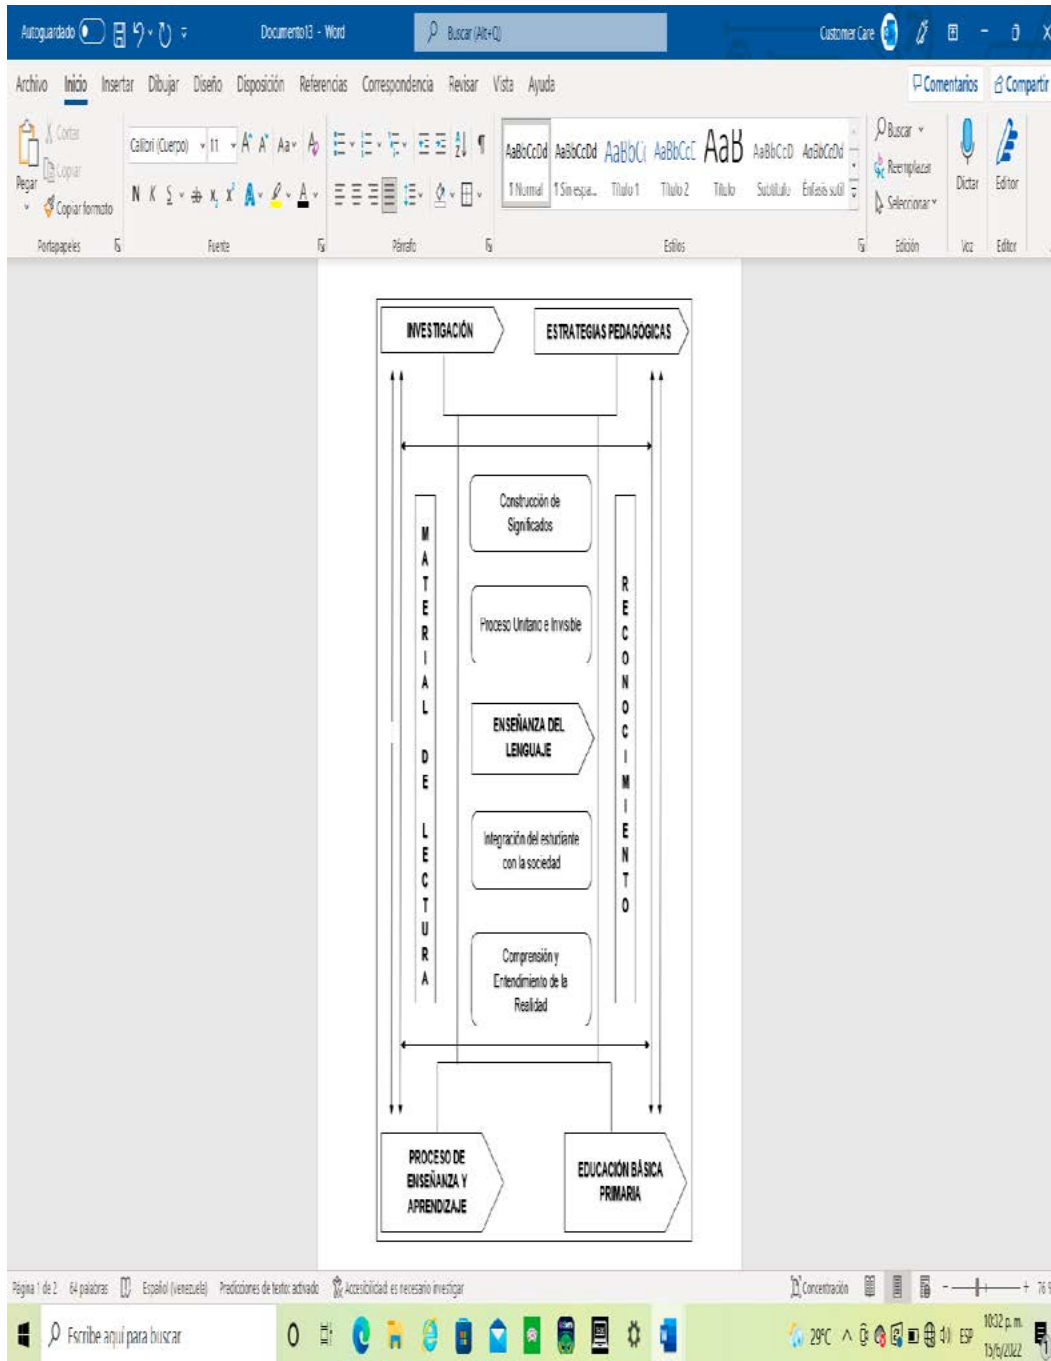 Autoguardado
Documento13 - Word
Buscar (Alt+Q)
Customer Care
Archivo Inicio Insertar Dibujar Diseño Disposición Referencias Correspondencia Revisar Vista Ayuda
Comentarios Compartir
Pegar
Cortar
Copiar
Copiar formato
Portapapeles
Calibri (Cuerpo) 11
Fuente
Párrafo
AaBbCcDd AaBbCcDd AaBbC AaBbCcE AaB AaBbCcD AaBbCcDd
¶ Normal ¶ Sin espa... Título 1 Título 2 Título Subtítulo Énfasis sutil
Estilos
Buscar
Reemplazar
Seleccionar
Edición
Dictar
Voz
Editor
Editor
INVESTIGACIÓN
ESTRATEGIAS PEDAGÓGICAS
MATERIAL DE LECTURA
Construcción de
Significados
Proceso Unitario e Invisible
ENSEÑANZA DEL
LENGUAJE
Integración del estudiante
con la sociedad
Comprensión y
Entendimiento de la
Realidad
RECONOCIMIENTO
PROCESO DE
ENSEÑANZA Y
APRENDIZAJE
EDUCACIÓN BÁSICA
PRIMARIA
Página 1 de 2 64 palabras Español (Venezuela) Predicciones de texto: activado Accesibilidad: es necesario investigar
Concentración
Escribe aquí para buscar
29°C
ESP
10:32 p. m.
15/6/2022